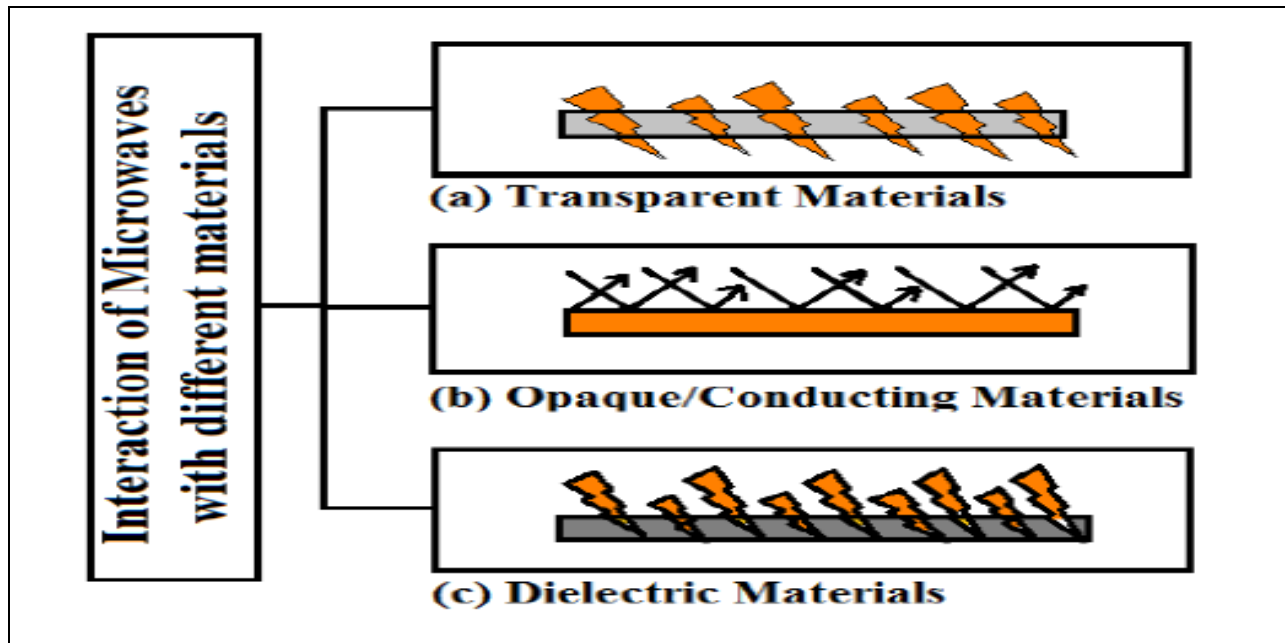 Interaction of Microwaves
with different materials
(a) Transparent Materials
(b) Opaque/Conducting Materials
(c) Dielectric Materials